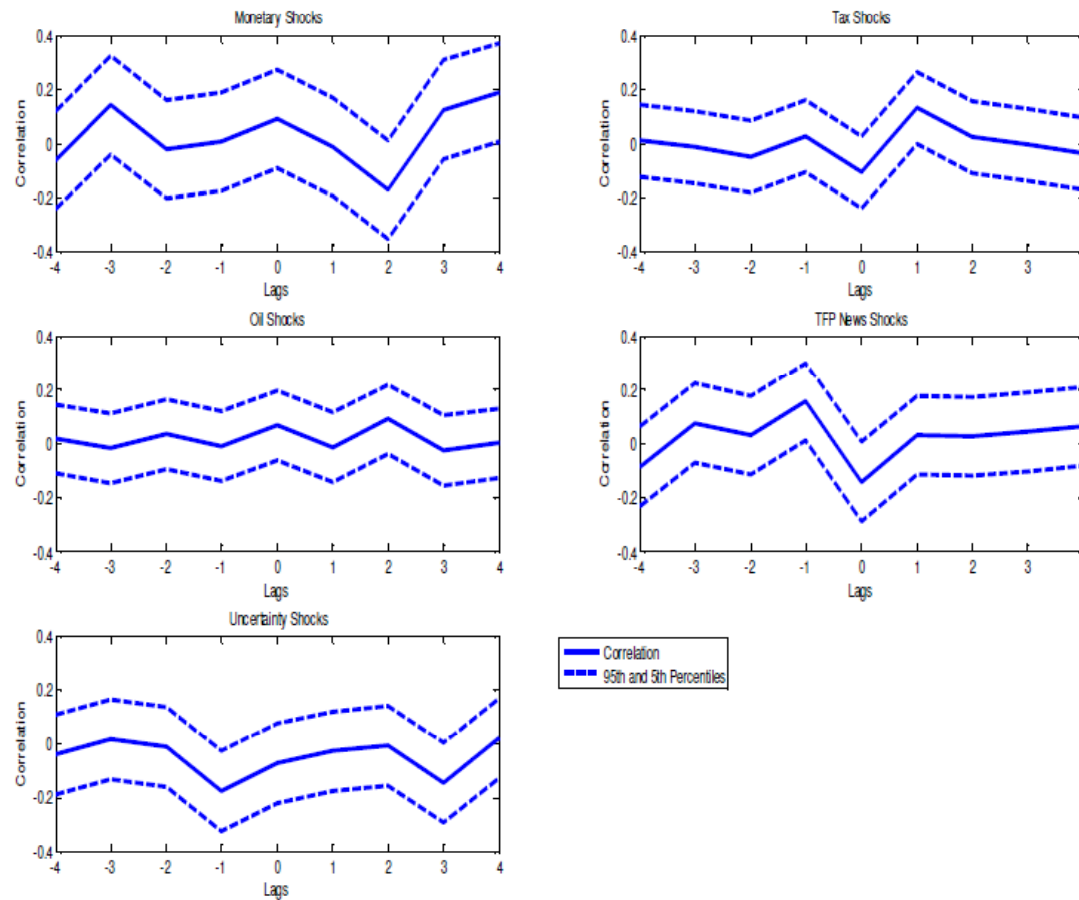 Monetary Shocks
0.4
0.2
0
-0.2
-0.4
Correlation
-4 -3 -2 -1 0 1 2 3 4
Lags
Tax Shocks
0.4
0.2
0
-0.2
-0.4
Correlation
-4 -3 -2 -1 0 1 2 3
Lags
Oil Shocks
0.4
0.2
0
-0.2
-0.4
Correlation
-4 -3 -2 -1 0 1 2 3 4
Lags
TFP News Shocks
0.4
0.2
0
-0.2
-0.4
Correlation
-4 -3 -2 -1 0 1 2 3
Lags
Uncertainty Shocks
0.4
0.2
0
-0.2
-0.4
Correlation
-4 -3 -2 -1 0 1 2 3 4
Lags
Correlation
95th and 5th Percentiles